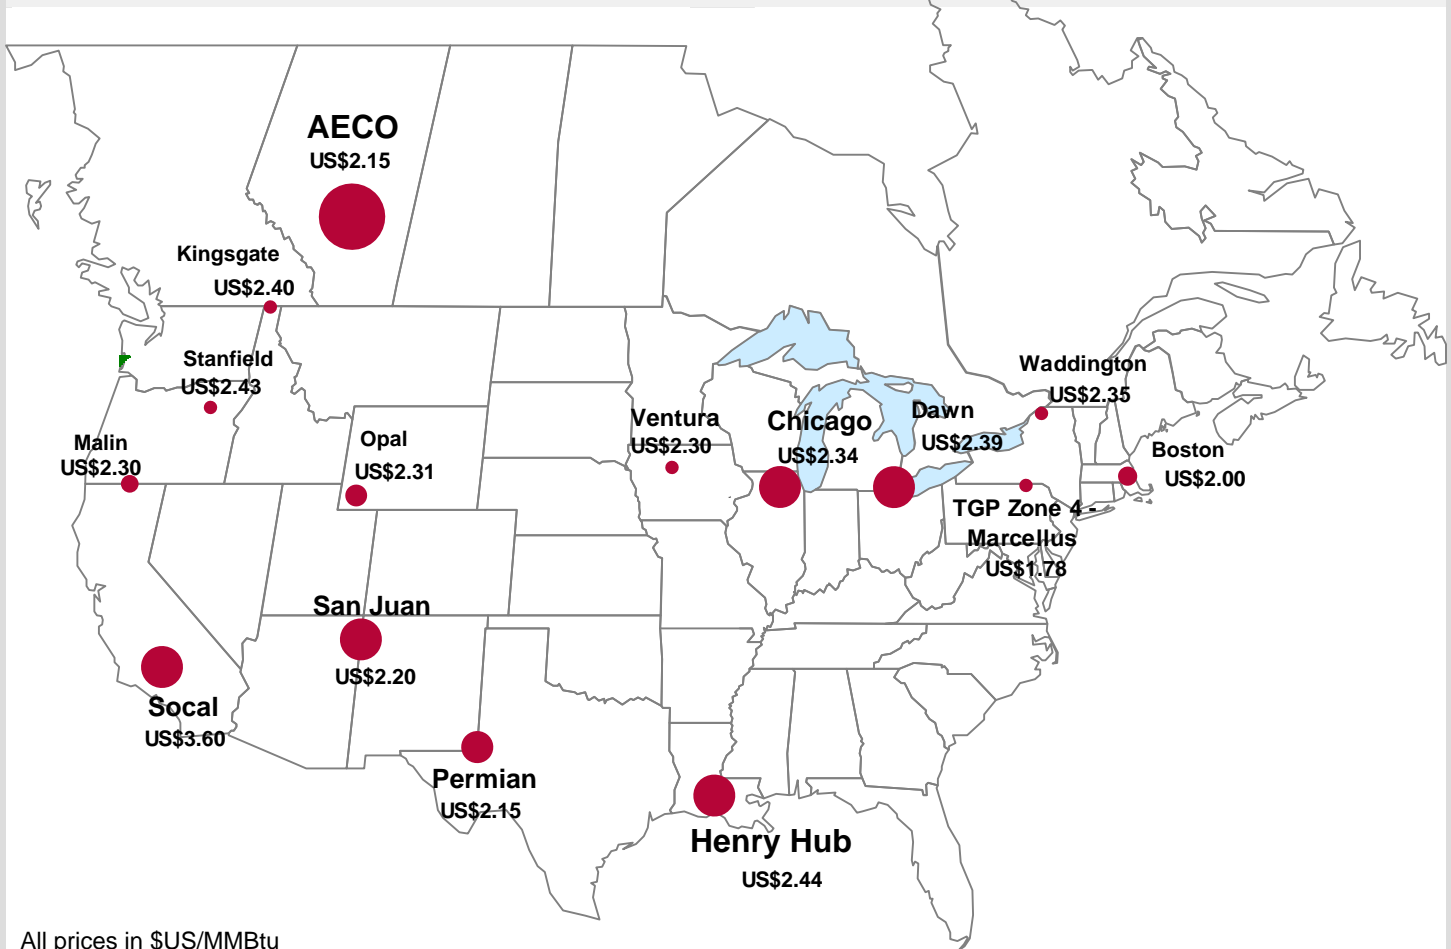 AECO
US$2.15
Kingsgate
US$2.40
Stanfield
US$2.43
Malin
US$2.30
Opal
US$2.31
Ventura
US$2.30
Chicago
US$2.34
Dawn
US$2.39
Waddington
US$2.35
Boston
US$2.00
TGP Zone 4 -
Marcellus
US$1.78
San Juan
US$2.20
Socal
US$3.60
Permian
US$2.15
Henry Hub
US$2.44
All prices in $US/MMBtu